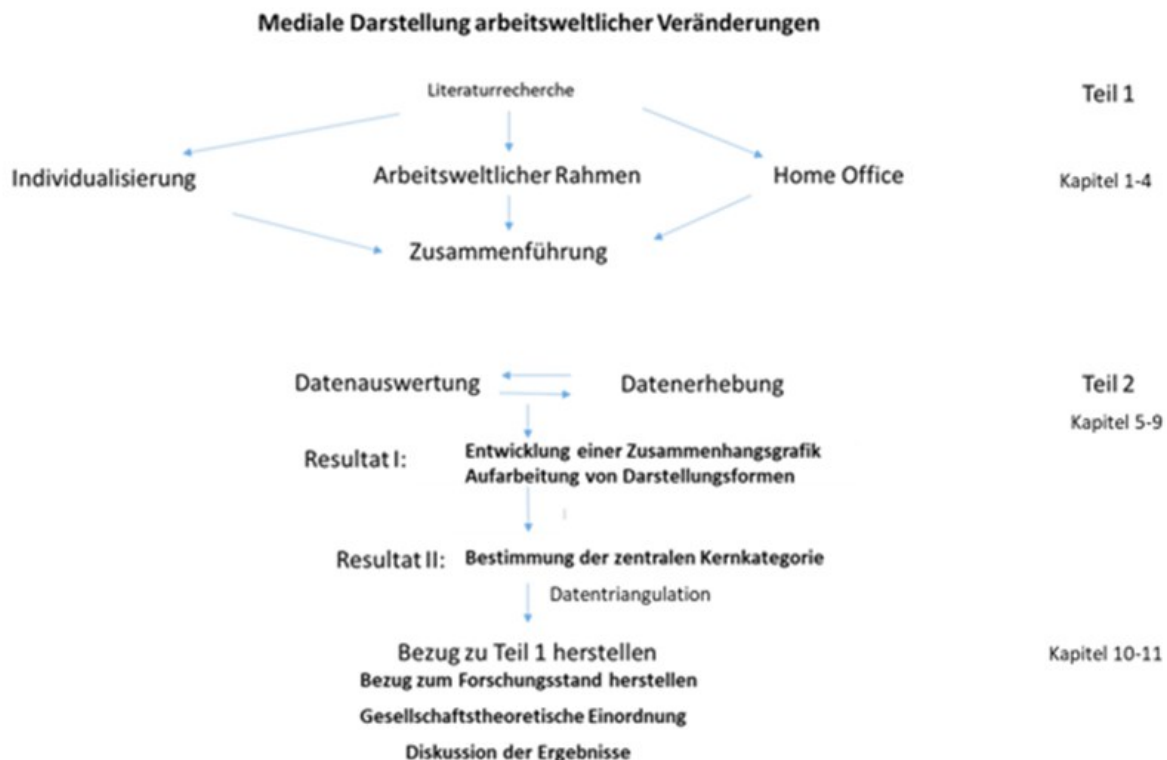 Mediale Darstellung arbeitsweltlicher Veränderungen
Literaturrecherche
Teil 1
Individualisierung
Arbeitsweltlicher Rahmen
Home Office
Kapitel 1-4
Zusammenführung
Datenauswertung
Datenerhebung
Teil 2
Kapitel 5-9
Resultat I:
Entwicklung einer Zusammenhangsgrafik
Aufarbeitung von Darstellungsformen
Resultat II:
Bestimmung der zentralen Kernkategorie
Datentriangulation
Bezug zu Teil 1 herstellen
Kapitel 10-11
Bezug zum Forschungsstand herstellen
Gesellschaftstheoretische Einordnung
Diskussion der Ergebnisse